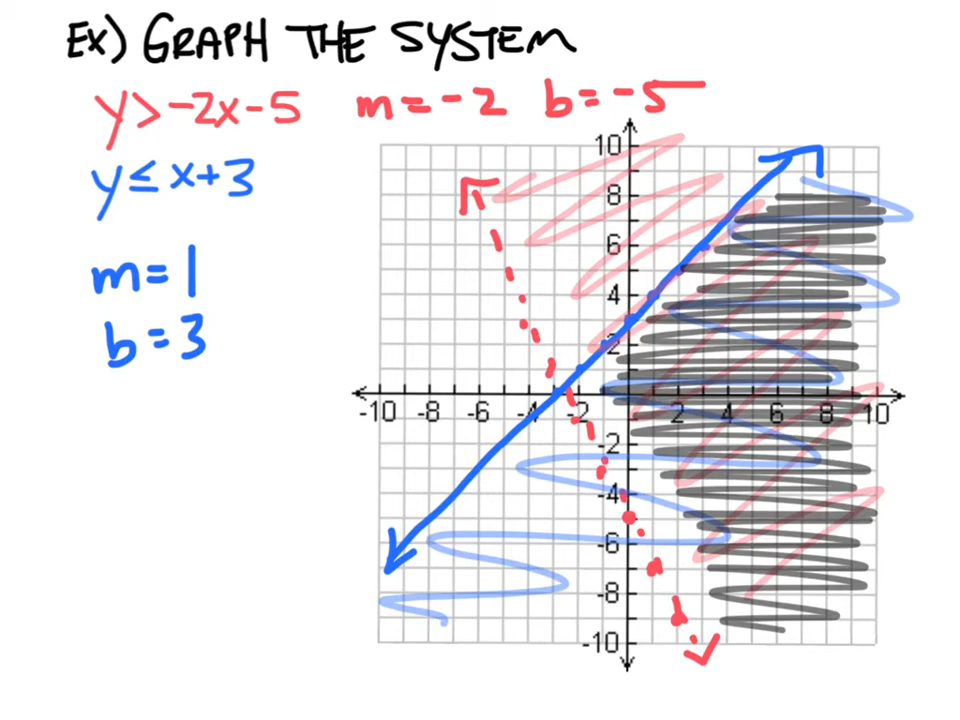 EX) GRAPH THE SYSTEM
y > -2x - 5 m = -2 b = -5
y ≤ x + 3
m = 1
b = 3
10
8
6
4
2
-10 -8 -6 -4 -2 2 4 6 8 10
-2
-4
-6
-8
-10